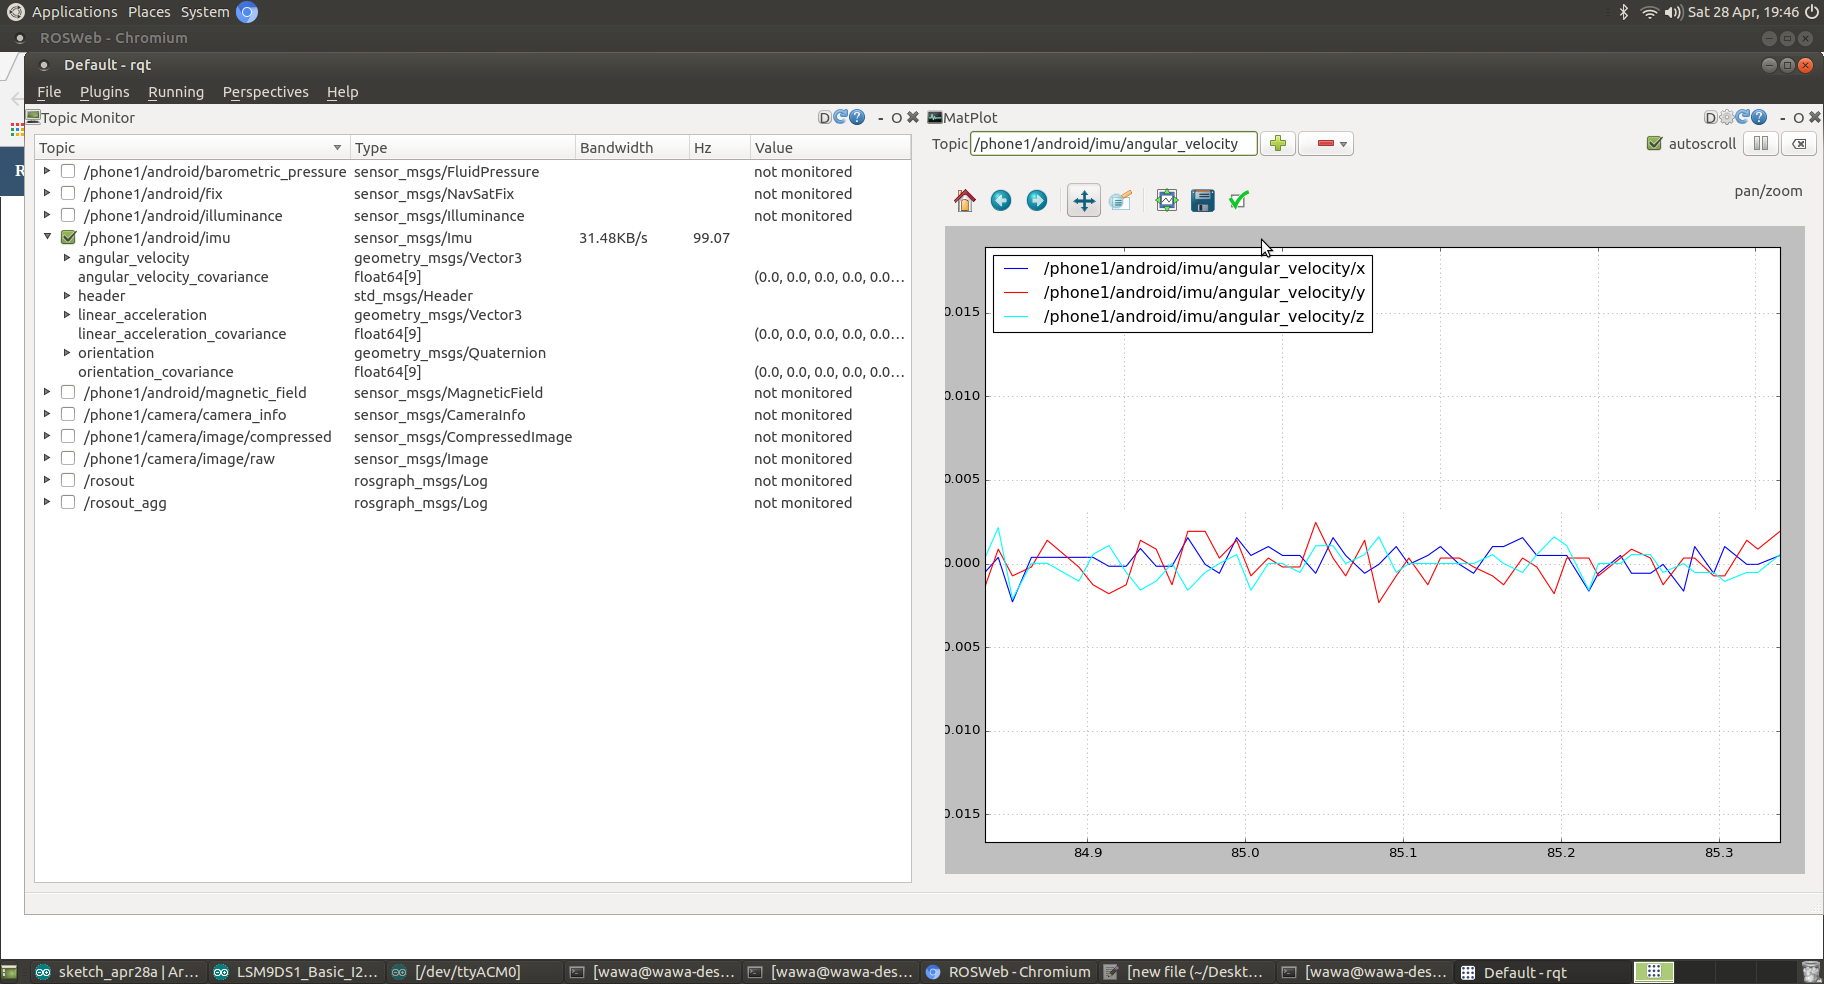 Applications Places System Sat 28 Apr, 19:46
ROSWeb - Chromium
Default - rqt
File Plugins Running Perspectives Help
Topic Monitor D ? - O MatPlot D ? - O
Topic /phone1/android/imu/angular_velocity autoscroll
Topic Type Bandwidth Hz Value
/phone1/android/barometric_pressure sensor_msgs/FluidPressure not monitored
/phone1/android/fix sensor_msgs/NavSatFix not monitored
/phone1/android/illuminance sensor_msgs/Illuminance not monitored
/phone1/android/imu sensor_msgs/Imu 31.48KB/s 99.07
angular_velocity geometry_msgs/Vector3
angular_velocity_covariance float64[9] (0.0, 0.0, 0.0, 0.0, 0.0...
header std_msgs/Header
linear_acceleration geometry_msgs/Vector3
linear_acceleration_covariance float64[9] (0.0, 0.0, 0.0, 0.0, 0.0...
orientation geometry_msgs/Quaternion
orientation_covariance float64[9] (0.0, 0.0, 0.0, 0.0, 0.0...
/phone1/android/magnetic_field sensor_msgs/MagneticField not monitored
/phone1/camera/camera_info sensor_msgs/CameraInfo not monitored
/phone1/camera/image/compressed sensor_msgs/CompressedImage not monitored
/phone1/camera/image/raw sensor_msgs/Image not monitored
/rosout rosgraph_msgs/Log not monitored
/rosout_agg rosgraph_msgs/Log not monitored
pan/zoom
/phone1/android/imu/angular_velocity/x
/phone1/android/imu/angular_velocity/y
/phone1/android/imu/angular_velocity/z
0.015
0.010
0.005
0.000
0.005
0.010
0.015
84.9 85.0 85.1 85.2 85.3
sketch_apr28a | Ar... LSM9DS1_Basic_I2... [/dev/ttyACM0] [wawa@wawa-des... [wawa@wawa-des... ROSWeb - Chromium [new file (~/Deskt... [wawa@wawa-des... Default - rqt